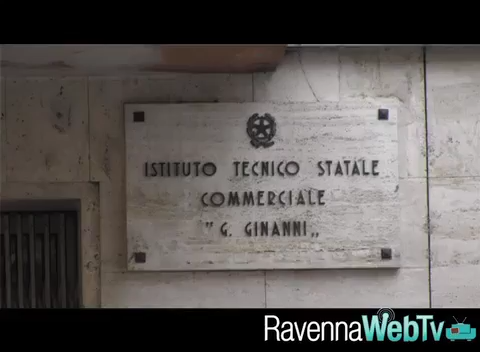 ISTITUTO TECNICO STATALE
COMMERCIALE
" G. GINANNI „
RavennaWebTv